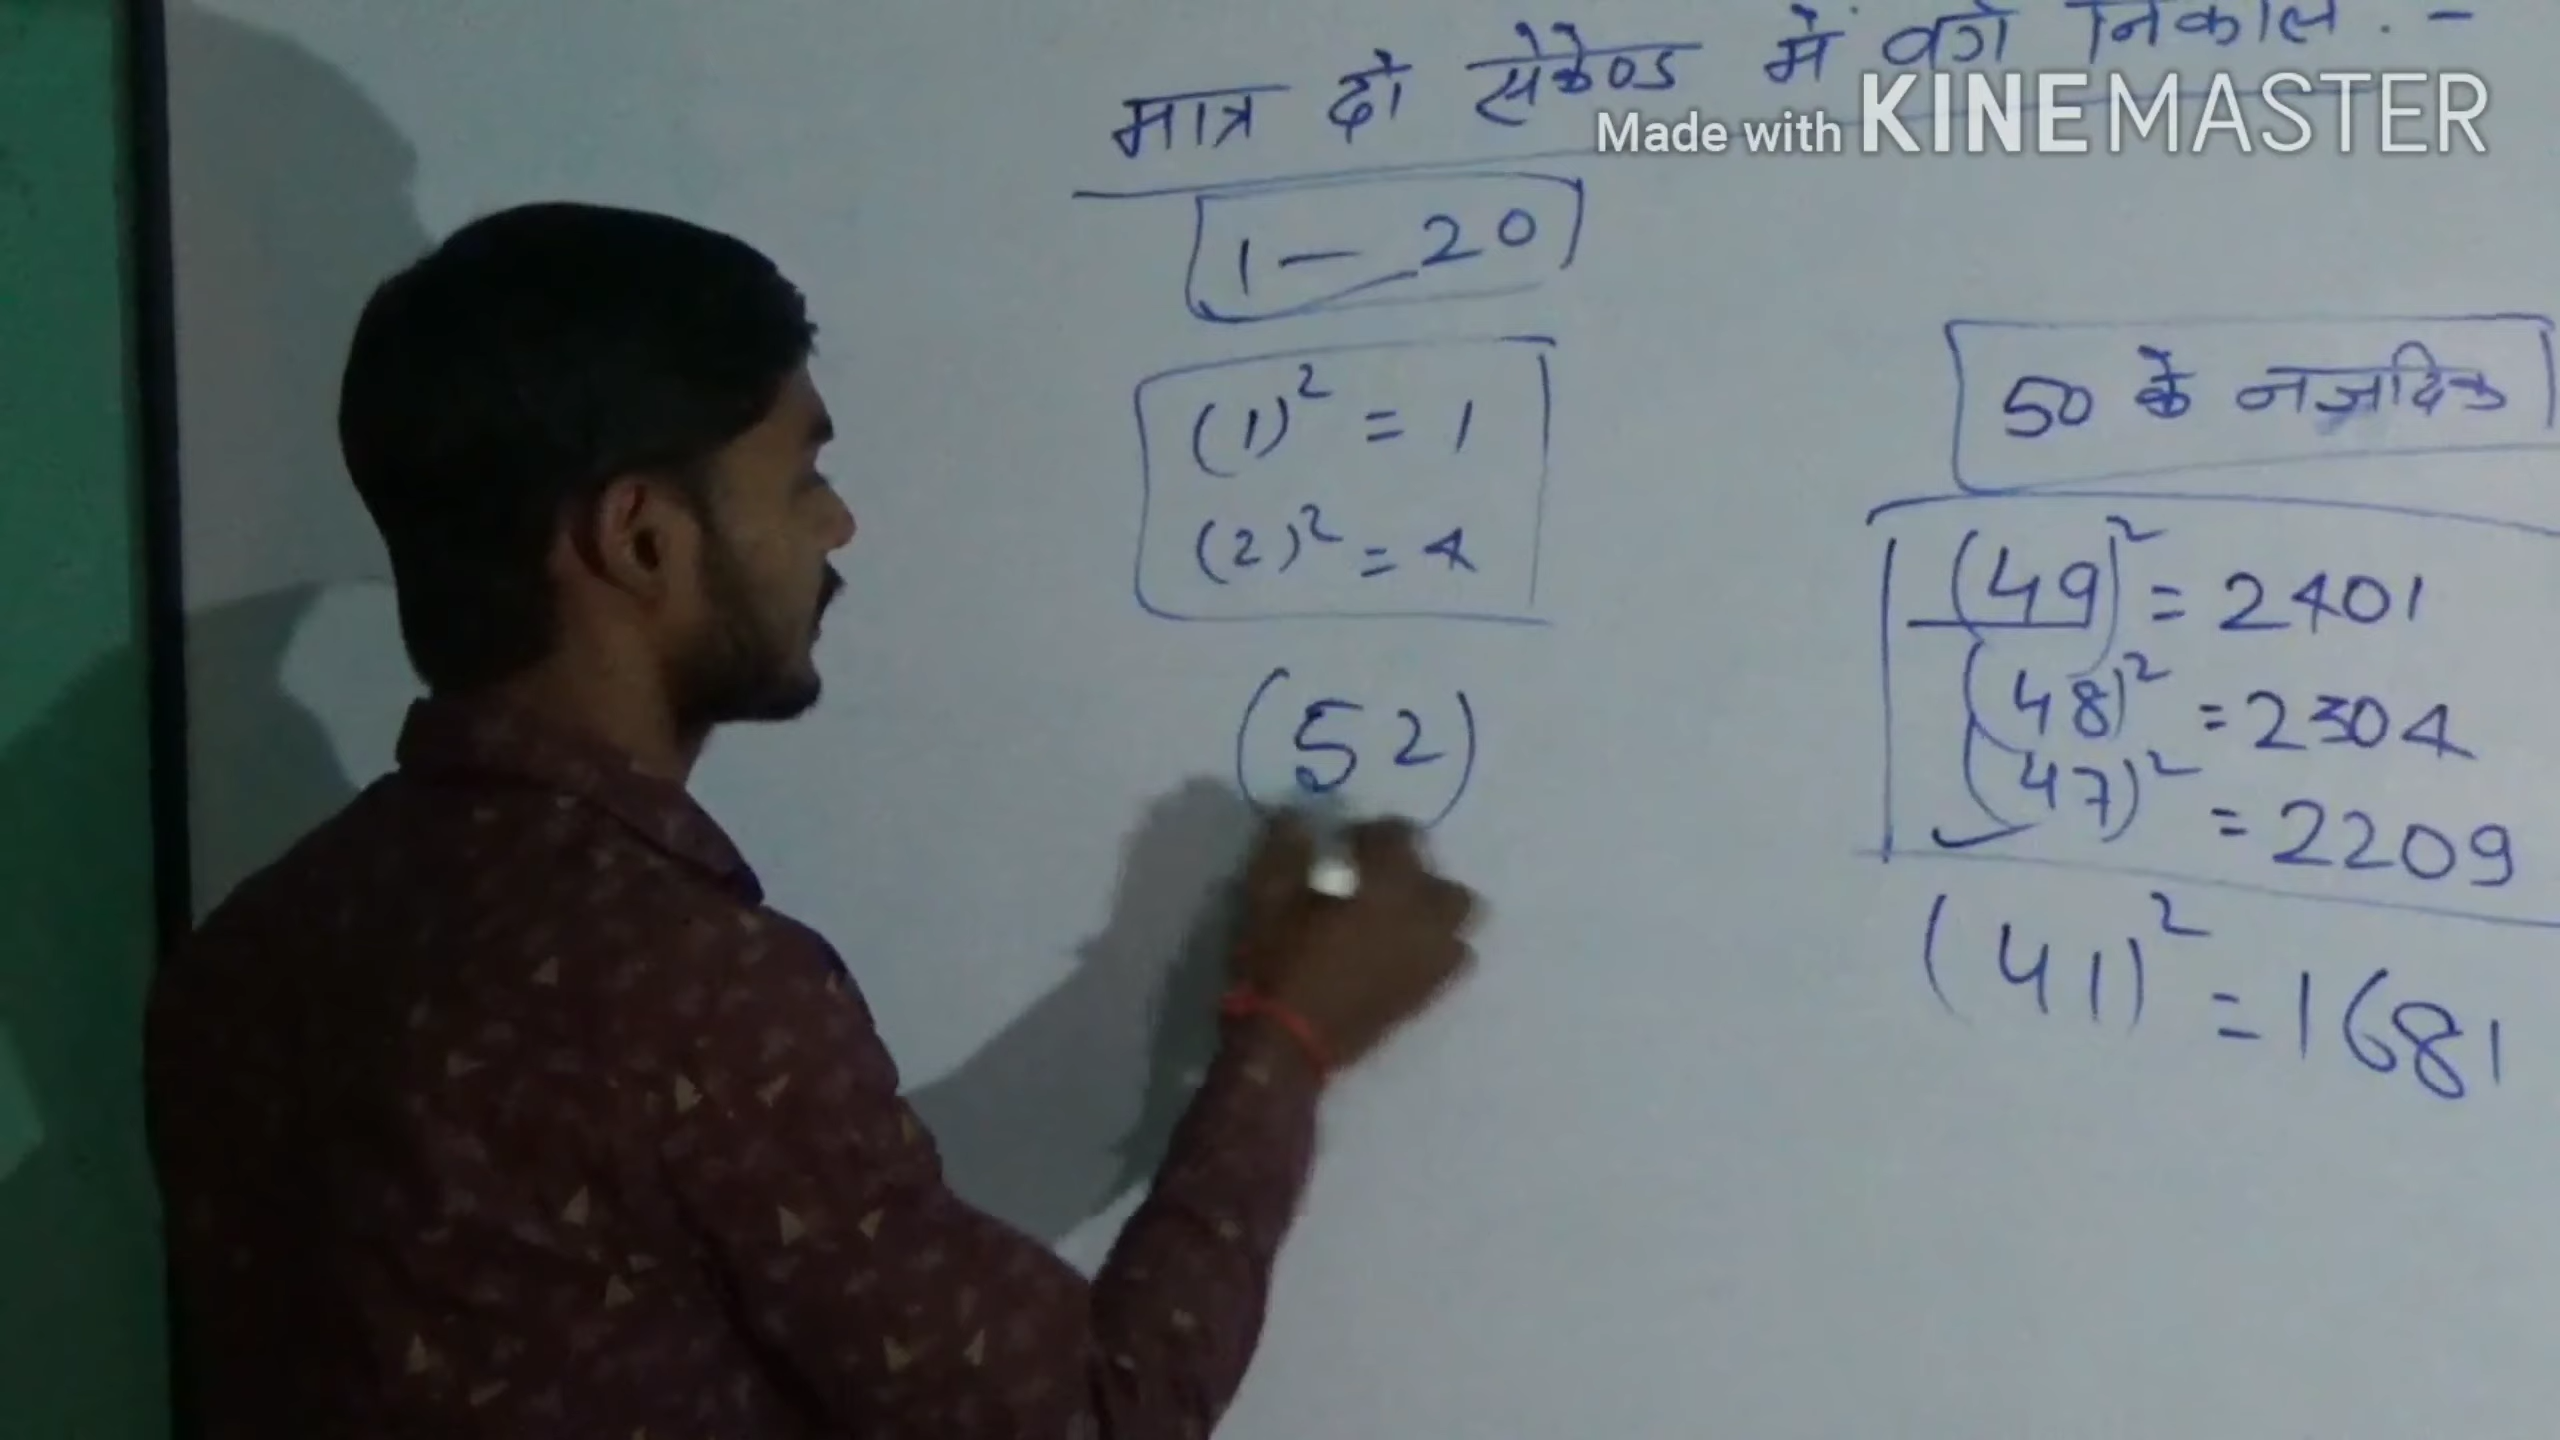 मात्र दो सेकेण्ड में वर्ग निकाले. -
Made with KINEMASTER
1 — 20
(1)² = 1
(2)² = 4
(52)
50 के नजदिक
(49)² = 2401
(48)² = 2304
(47)² = 2209
(41)² = 1681